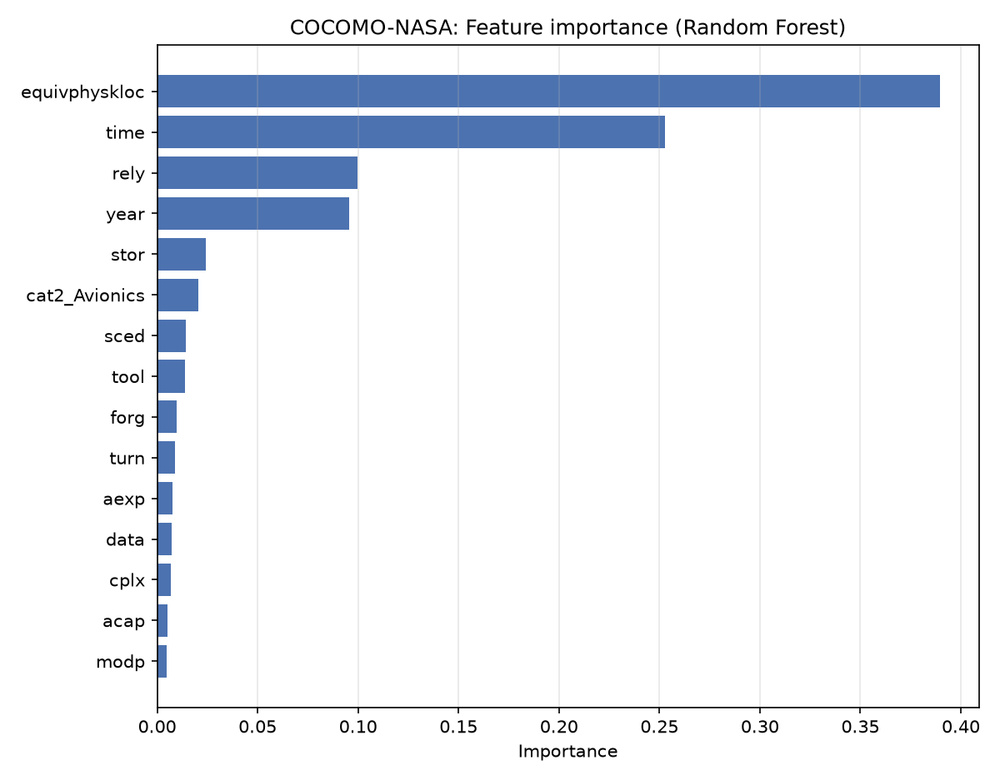 COCOMO-NASA: Feature importance (Random Forest)
equivphyskloc
time
rely
year
stor
cat2_Avionics
sced
tool
forg
turn
aexp
data
cplx
acap
modp
0.00 0.05 0.10 0.15 0.20 0.25 0.30 0.35 0.40
Importance